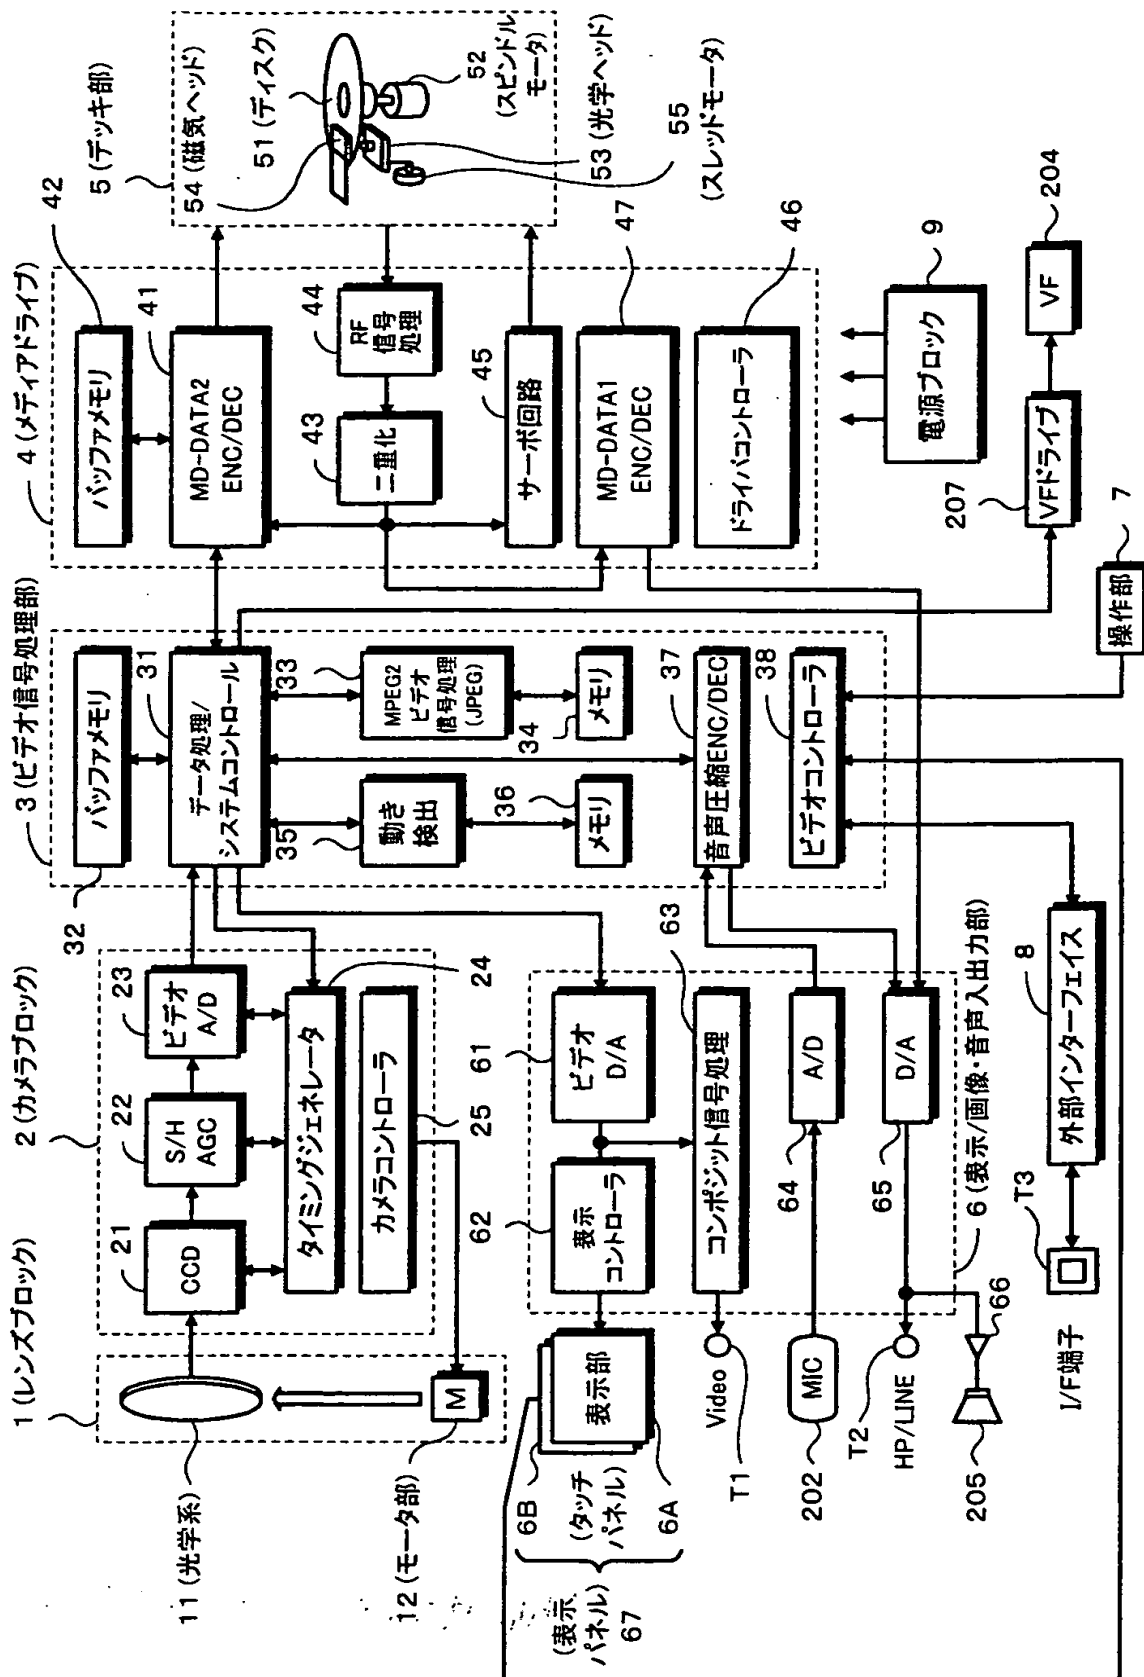 1(レンズブロック)
11(光学系)
12(モータ部)
M
2(カメラブロック)
21
CCD
22
S/H
AGC
23
ビデオ
A/D
タイミングジェネレータ
24
カメラコントローラ
25
3(ビデオ信号処理部)
32
バッファメモリ
31
データ処理/
システムコントロール
33
MPEG2
ビデオ
信号処理
(JPEG)
34
メモリ
35
動き
検出
36
メモリ
37
音声圧縮ENC/DEC
38
ビデオコントローラ
4(メディアドライブ)
42
バッファメモリ
41
MD-DATA2
ENC/DEC
44
RF
信号
処理
43
二重化
45
サーボ回路
47
MD-DATA1
ENC/DEC
46
ドライバコントローラ
5(デッキ部)
54(磁気ヘッド)
51(ディスク)
52
(スピンドル
モータ)
53(光学ヘッド)
55
(スレッドモータ)
6(表示/画像・音声入出力部)
61
ビデオ
D/A
62
表示
コントローラ
63
コンポジット信号処理
64
A/D
65
D/A
66
表示部
6B
(タッチ
パネル)
6A
(表示
パネル)
67
Video
T1
MIC
202
T2
HP/LINE
205
I/F端子
T3
8
外部インターフェイス
7
操作部
9
電源ブロック
207
VFドライブ
204
VF